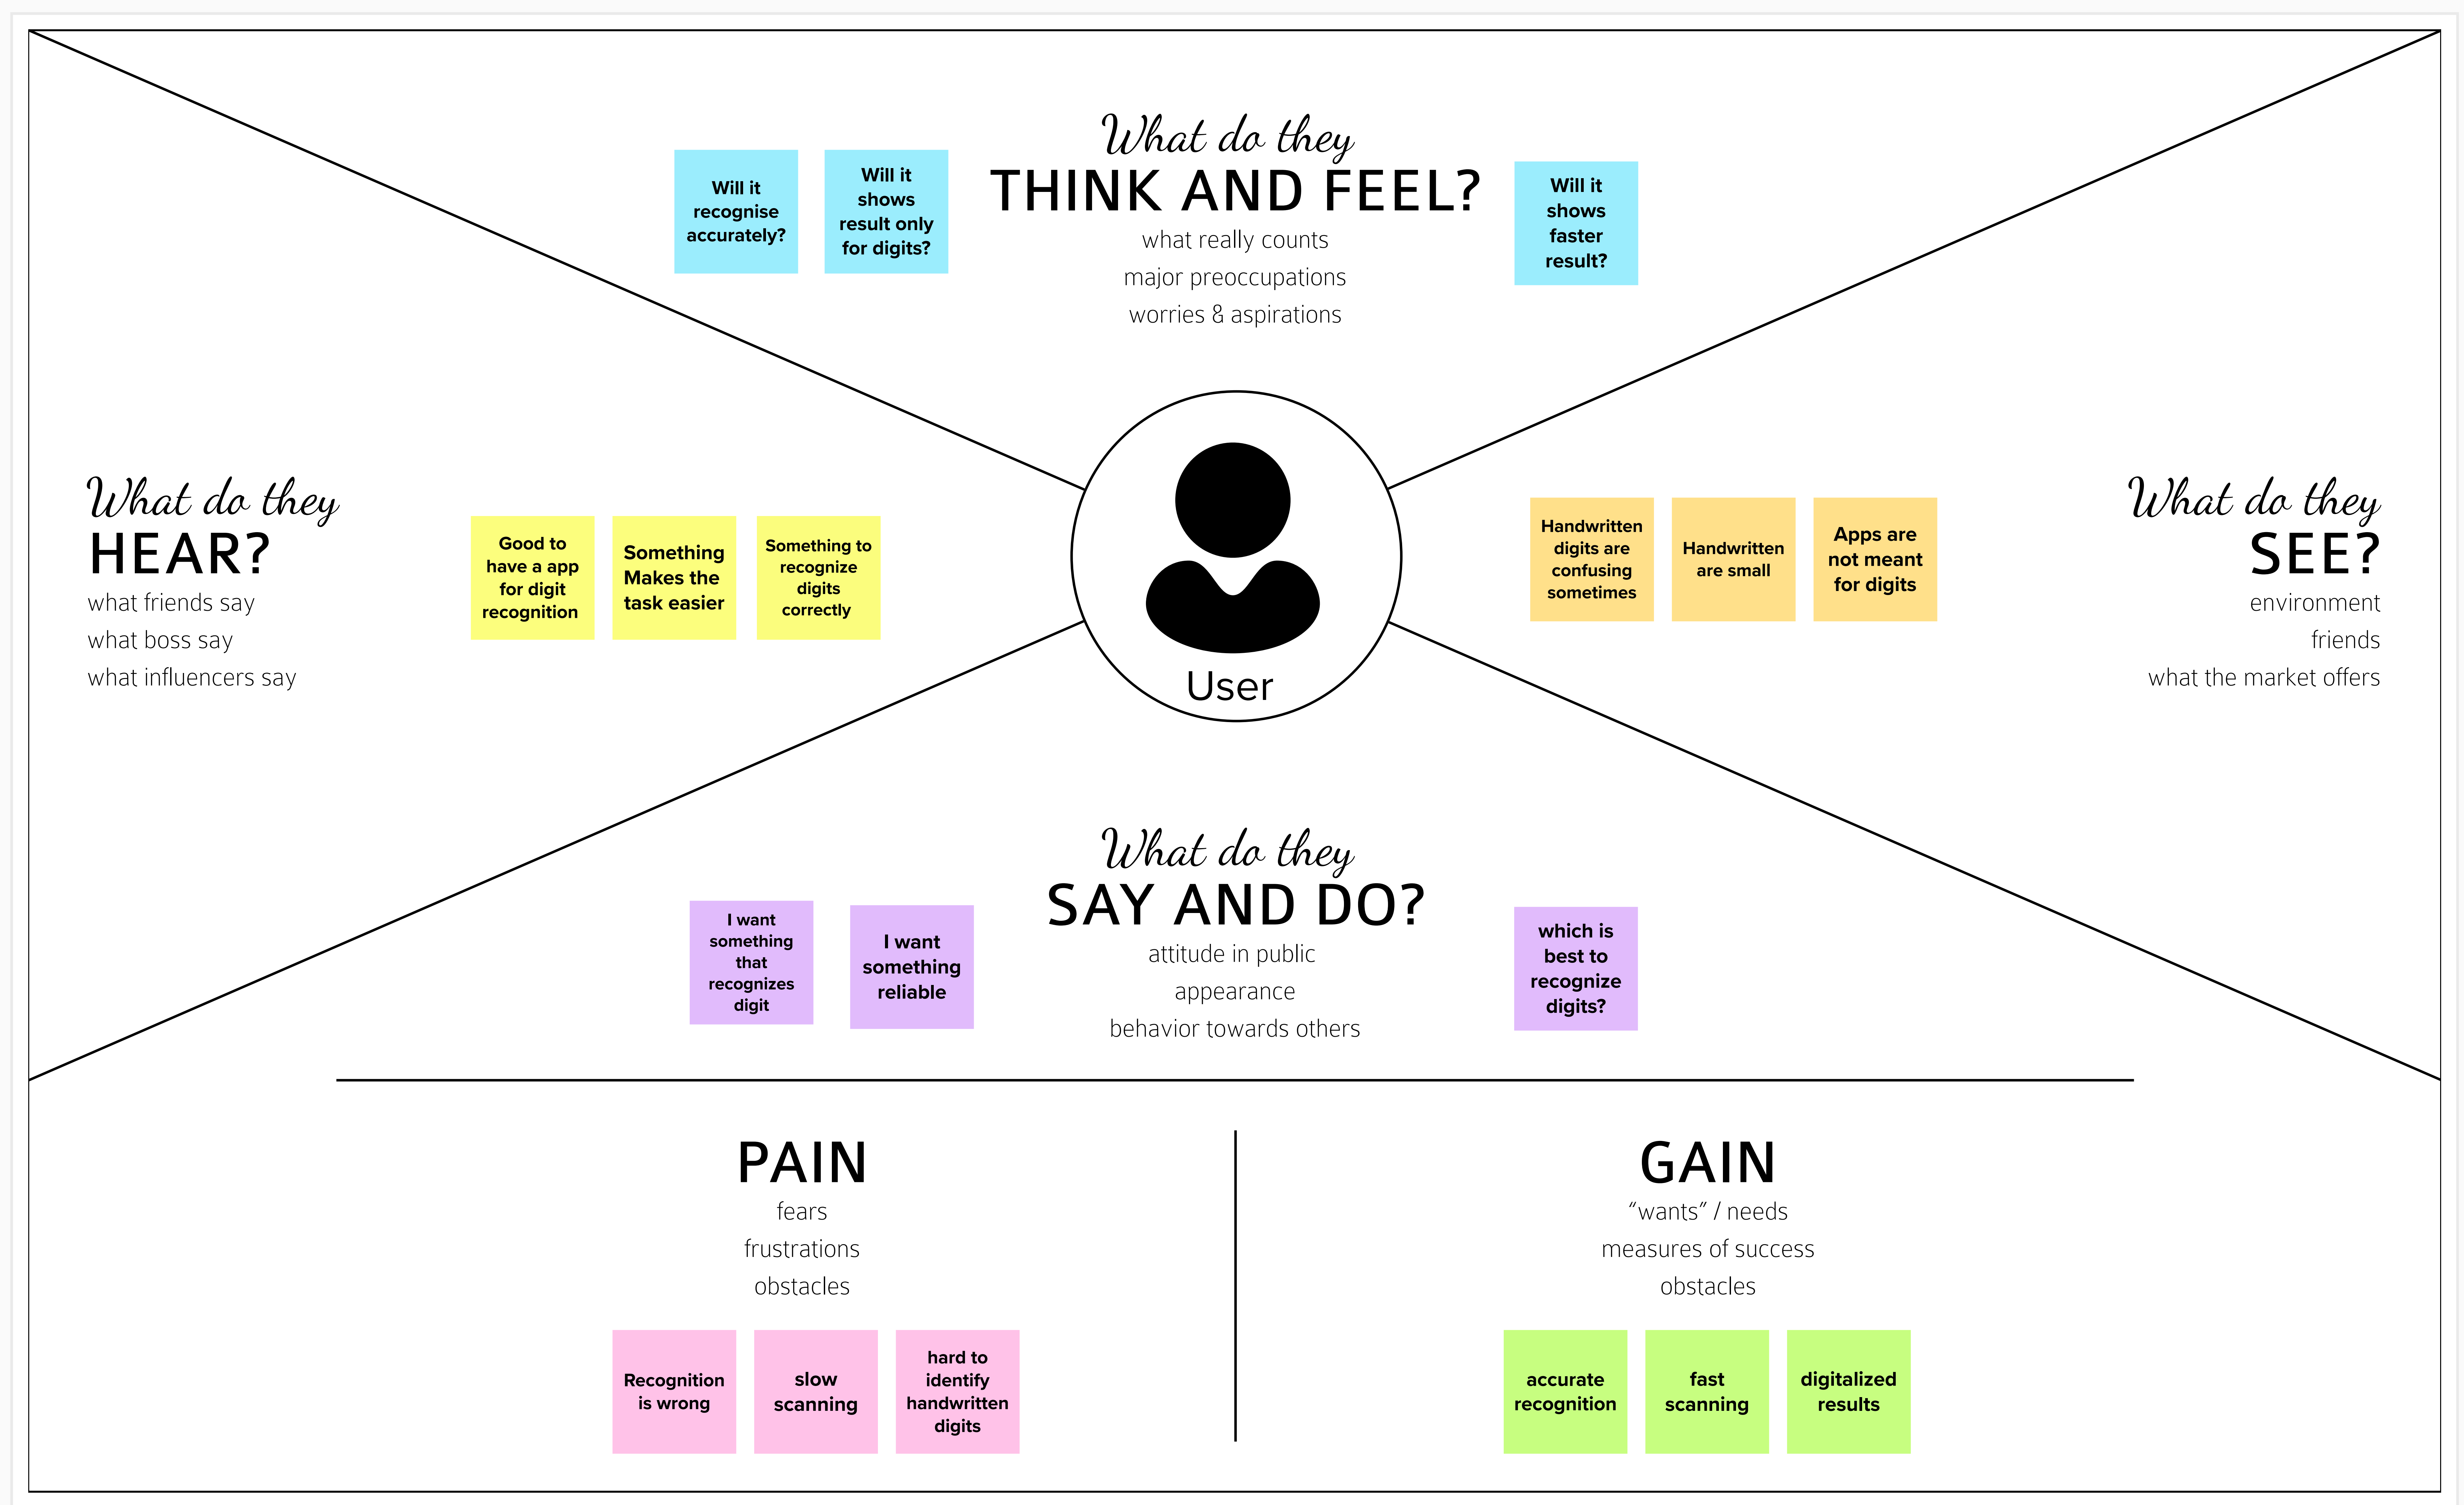 What do they
THINK AND FEEL?
what really counts
major preoccupations
worries & aspirations
Will it
recognise
accurately?
Will it
shows
result only
for digits?
Will it
shows
faster
result?
What do they
HEAR?
what friends say
what boss say
what influencers say
Good to
have a app
for digit
recognition
Something
Makes the
task easier
Something to
recognize
digits
correctly
User
Handwritten
digits are
confusing
sometimes
Handwritten
are small
Apps are
not meant
for digits
What do they
SEE?
environment
friends
what the market offers
What do they
SAY AND DO?
attitude in public
appearance
behavior towards others
I want
something
that
recognizes
digit
I want
something
reliable
which is
best to
recognize
digits?
PAIN
fears
frustrations
obstacles
Recognition
is wrong
slow
scanning
hard to
identify
handwritten
digits
GAIN
“wants” / needs
measures of success
obstacles
accurate
recognition
fast
scanning
digitalized
results